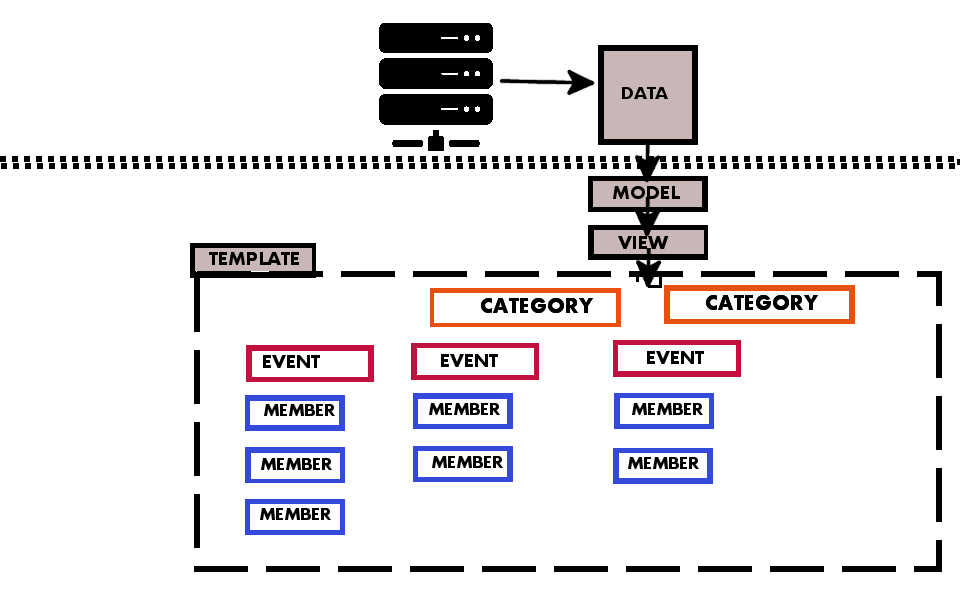 DATA
MODEL
VIEW
TEMPLATE
CATEGORY
CATEGORY
EVENT
EVENT
EVENT
MEMBER
MEMBER
MEMBER
MEMBER
MEMBER
MEMBER
MEMBER